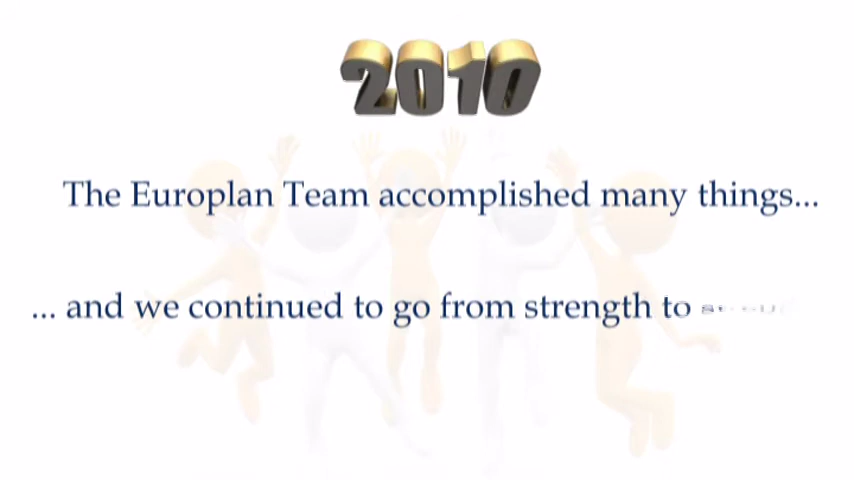 2010
The Europlan Team accomplished many things...
... and we continued to go from strength to